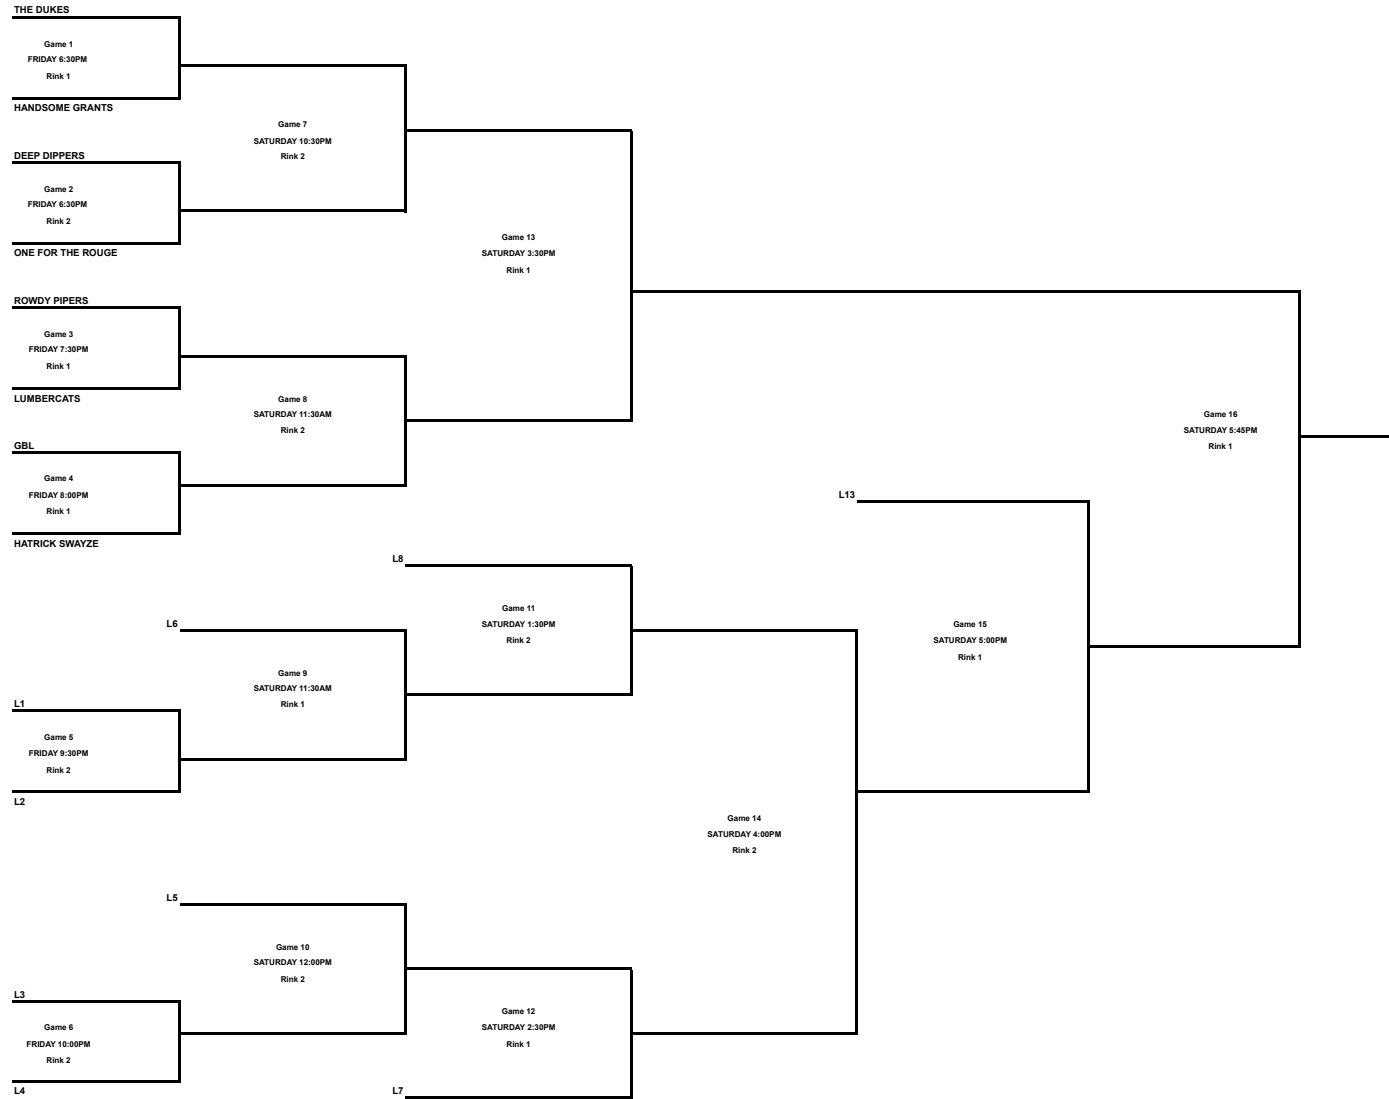 THE DUKES
Game 1
FRIDAY 6:30PM
Rink 1
HANDSOME GRANTS
Game 7
SATURDAY 10:30PM
Rink 2
DEEP DIPPERS
Game 2
FRIDAY 6:30PM
Rink 2
ONE FOR THE ROUGE
Game 13
SATURDAY 3:30PM
Rink 1
ROWDY PIPERS
Game 3
FRIDAY 7:30PM
Rink 1
LUMBERCATS
Game 8
SATURDAY 11:30AM
Rink 2
Game 16
SATURDAY 5:45PM
Rink 1
GBL
Game 4
FRIDAY 8:00PM
Rink 1
HATRICK SWAYZE
L13
L8
Game 11
SATURDAY 1:30PM
Rink 2
L6
Game 15
SATURDAY 5:00PM
Rink 1
Game 9
SATURDAY 11:30AM
Rink 1
L1
Game 5
FRIDAY 9:30PM
Rink 2
L2
Game 14
SATURDAY 4:00PM
Rink 2
L5
Game 10
SATURDAY 12:00PM
Rink 2
L3
Game 6
FRIDAY 10:00PM
Rink 2
L4
Game 12
SATURDAY 2:30PM
Rink 1
L7